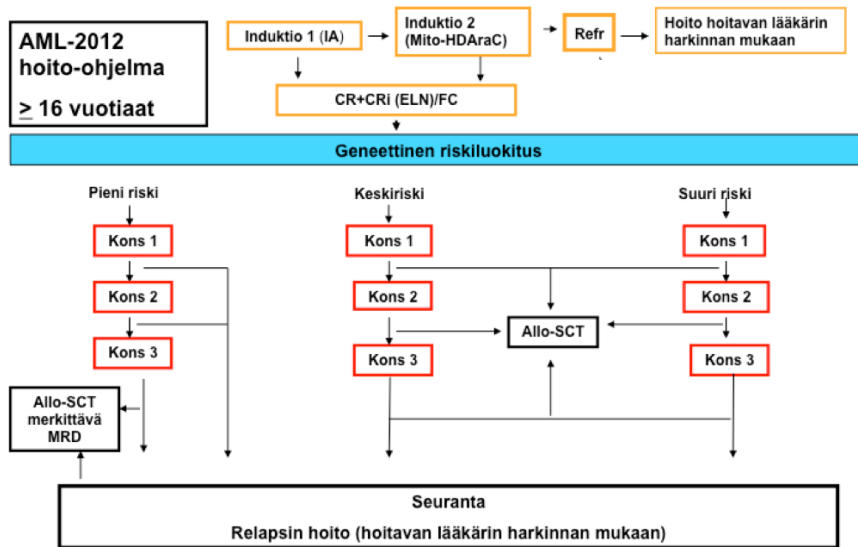 AML-2012
hoito-ohjelma
≥ 16 vuotiaat
Induktio 1 (IA)
Induktio 2
(Mito-HDAraC)
Refr
Hoito hoitavan lääkärin
harkinnan mukaan
CR+CRi (ELN)/FC
Geneettinen riskiluokitus
Pieni riski
Keskiriski
Suuri riski
Kons 1
Kons 1
Kons 1
Kons 2
Kons 2
Kons 2
Allo-SCT
Kons 3
Kons 3
Kons 3
Allo-SCT
merkittävä
MRD
Seuranta
Relapsin hoito (hoitavan lääkärin harkinnan mukaan)